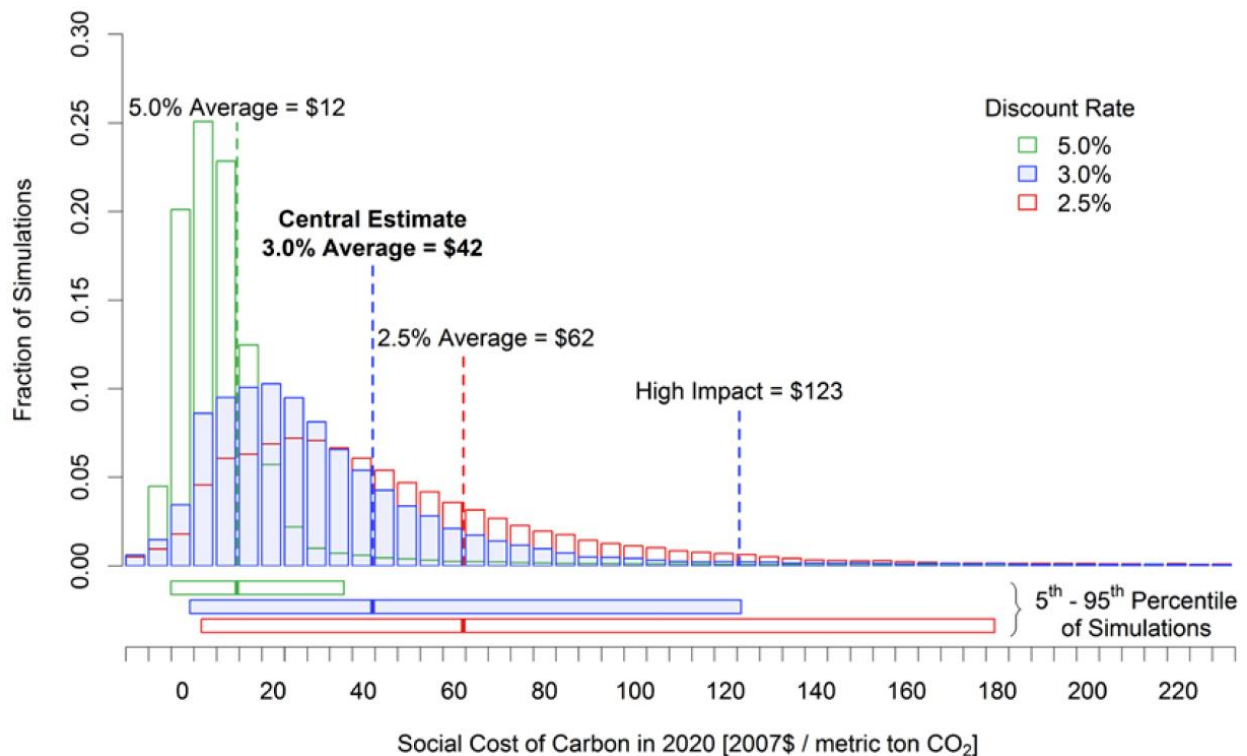 0.30
0.25
0.20
0.15
0.10
0.05
0.00
Fraction of Simulations
5.0% Average = $12
Central Estimate
3.0% Average = $42
2.5% Average = $62
High Impact = $123
Discount Rate
5.0%
3.0%
2.5%
5th - 95th Percentile
of Simulations
0 20 40 60 80 100 120 140 160 180 200 220
Social Cost of Carbon in 2020 [2007$ / metric ton CO₂]